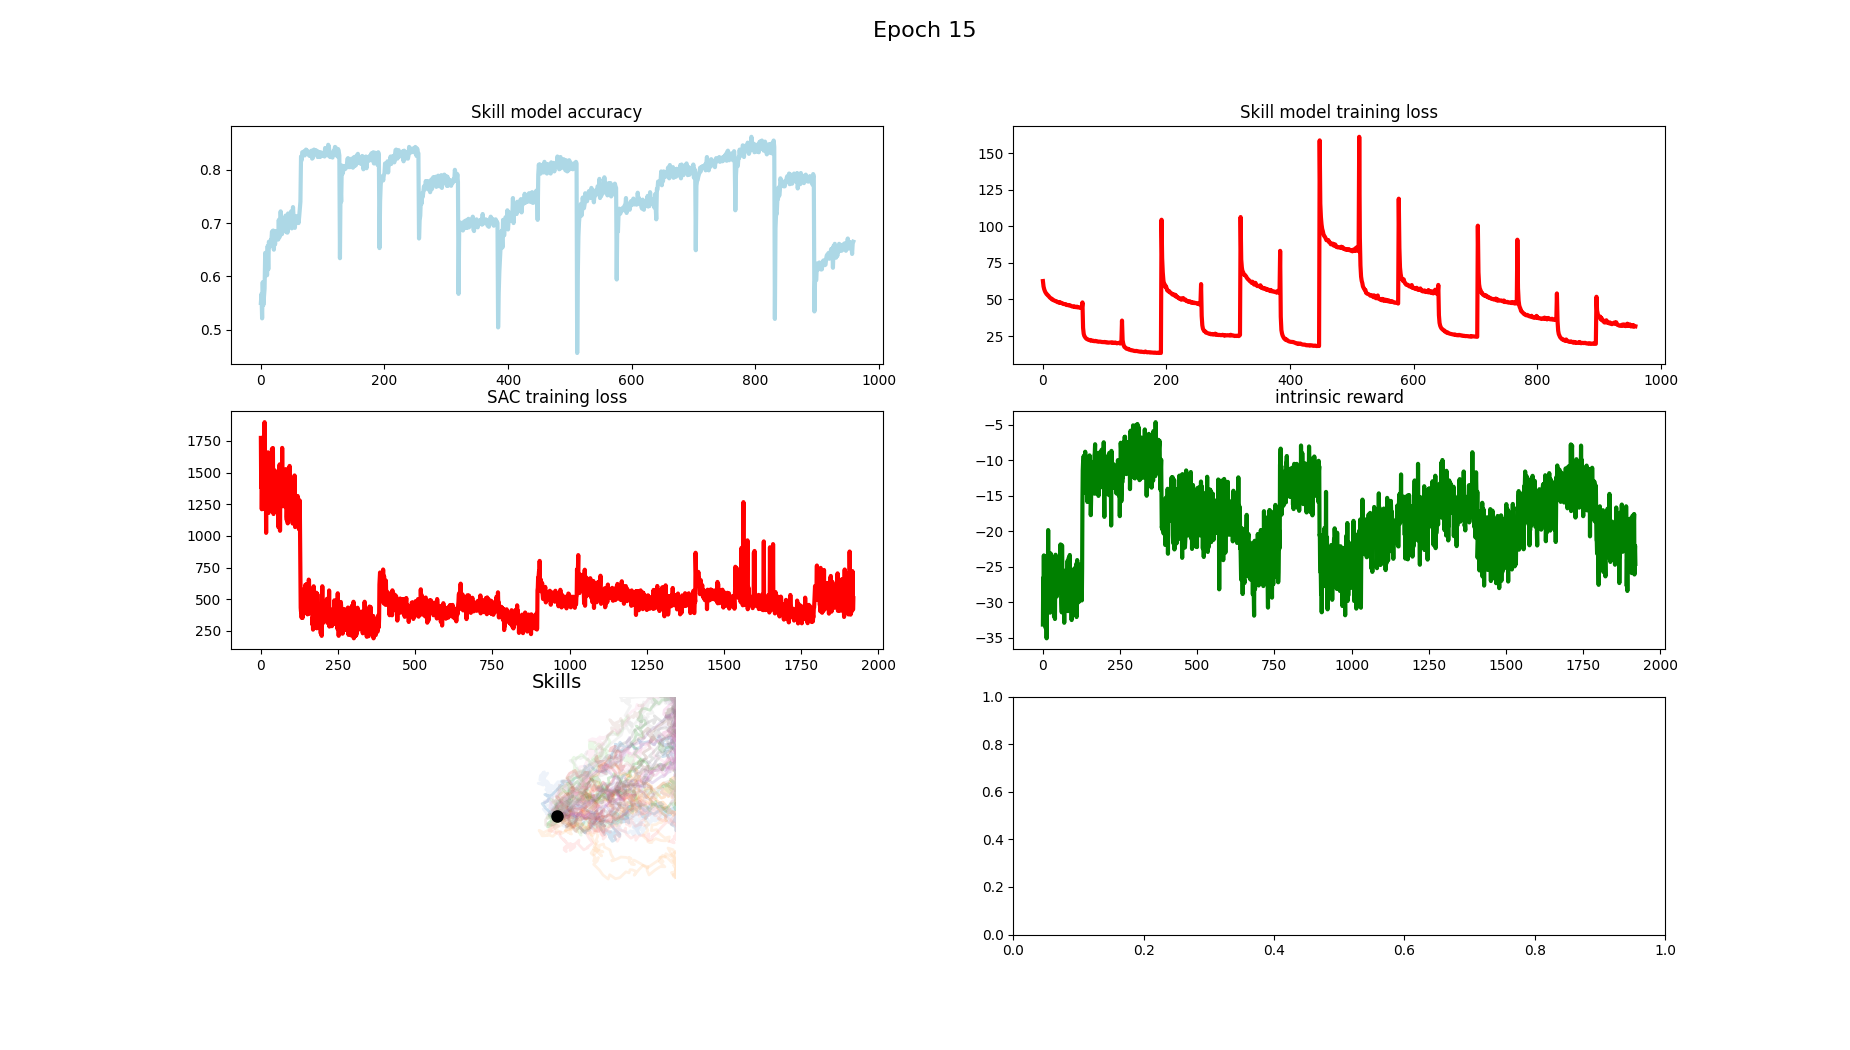 Epoch 15
Skill model accuracy
0.8
0.7
0.6
0.5
0 200 400 600 800 1000
Skill model training loss
150
125
100
75
50
25
0 200 400 600 800 1000
SAC training loss
1750
1500
1250
1000
750
500
250
0 250 500 750 1000 1250 1500 1750 2000
intrinsic reward
−5
−10
−15
−20
−25
−30
−35
0 250 500 750 1000 1250 1500 1750 2000
Skills
1.0
0.8
0.6
0.4
0.2
0.0
0.0 0.2 0.4 0.6 0.8 1.0